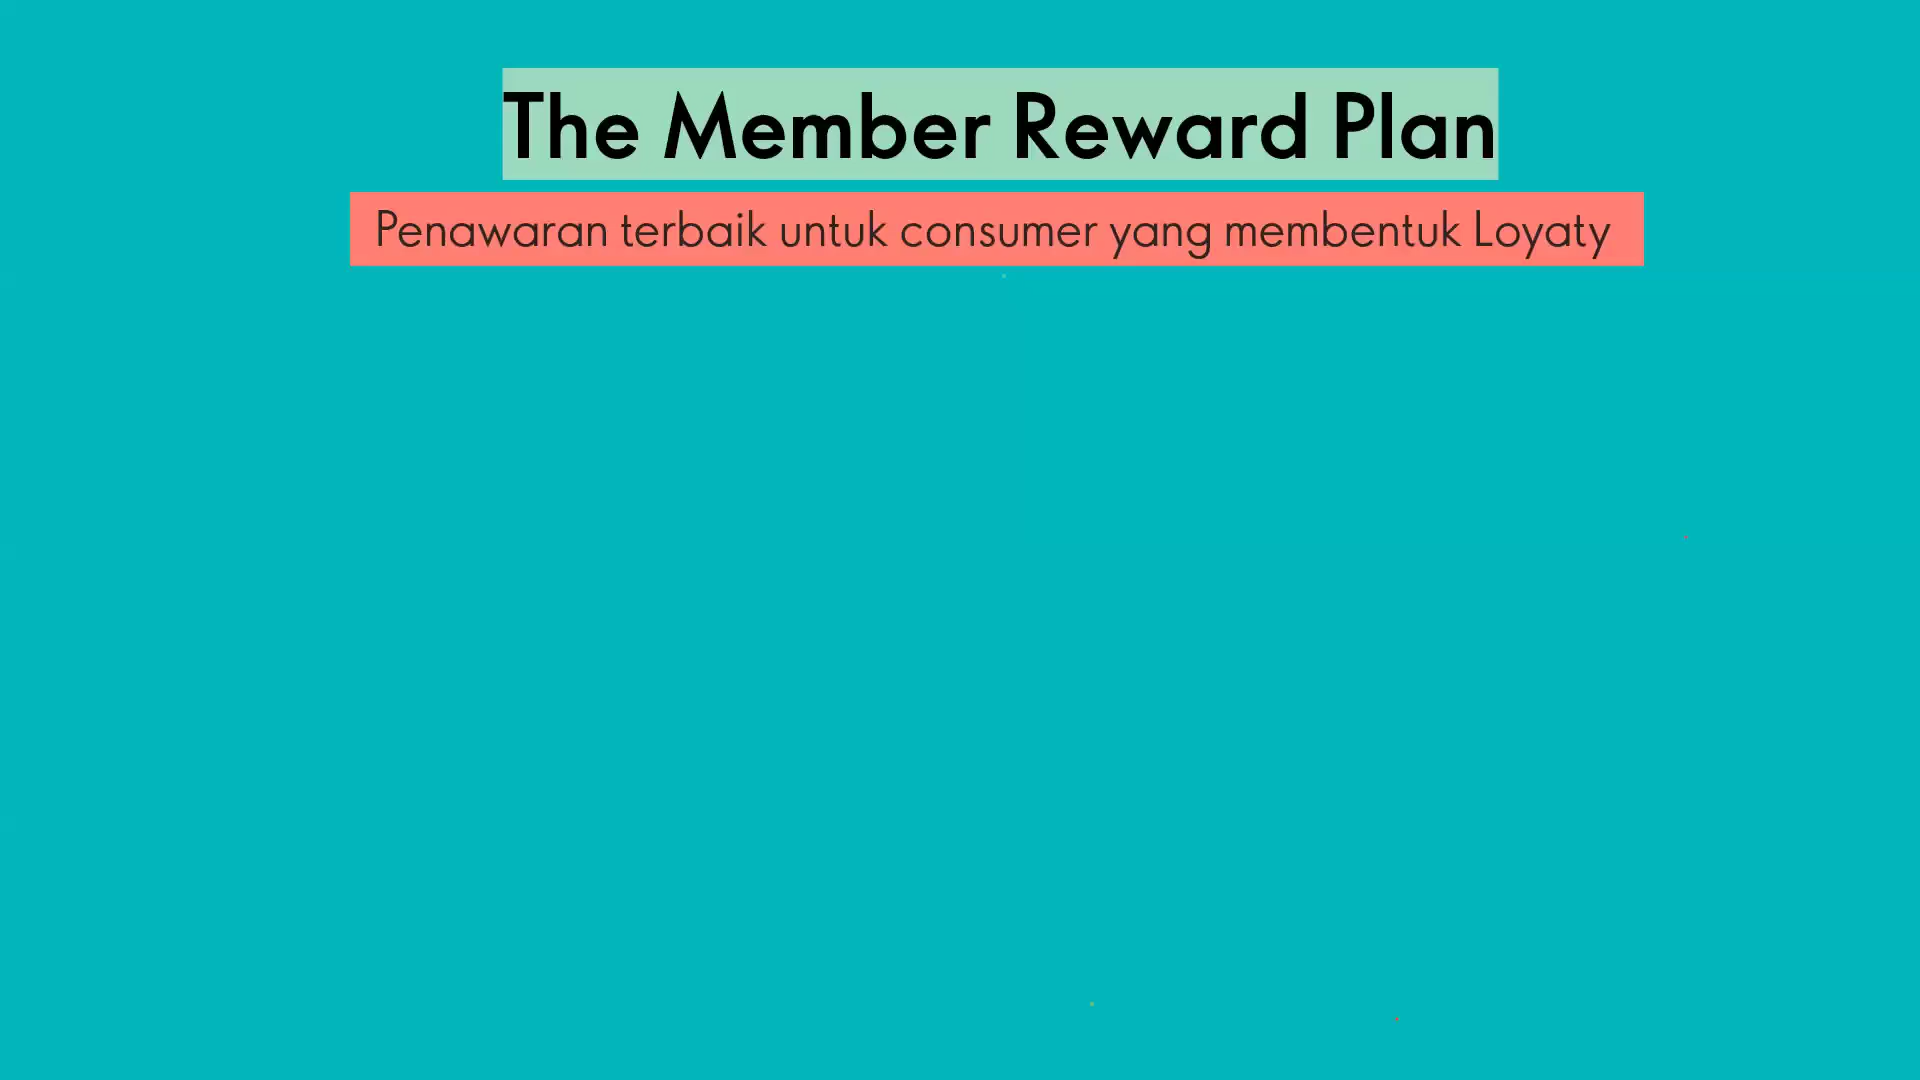 The Member Reward Plan
Penawaran terbaik untuk consumer yang membentuk Loyaty